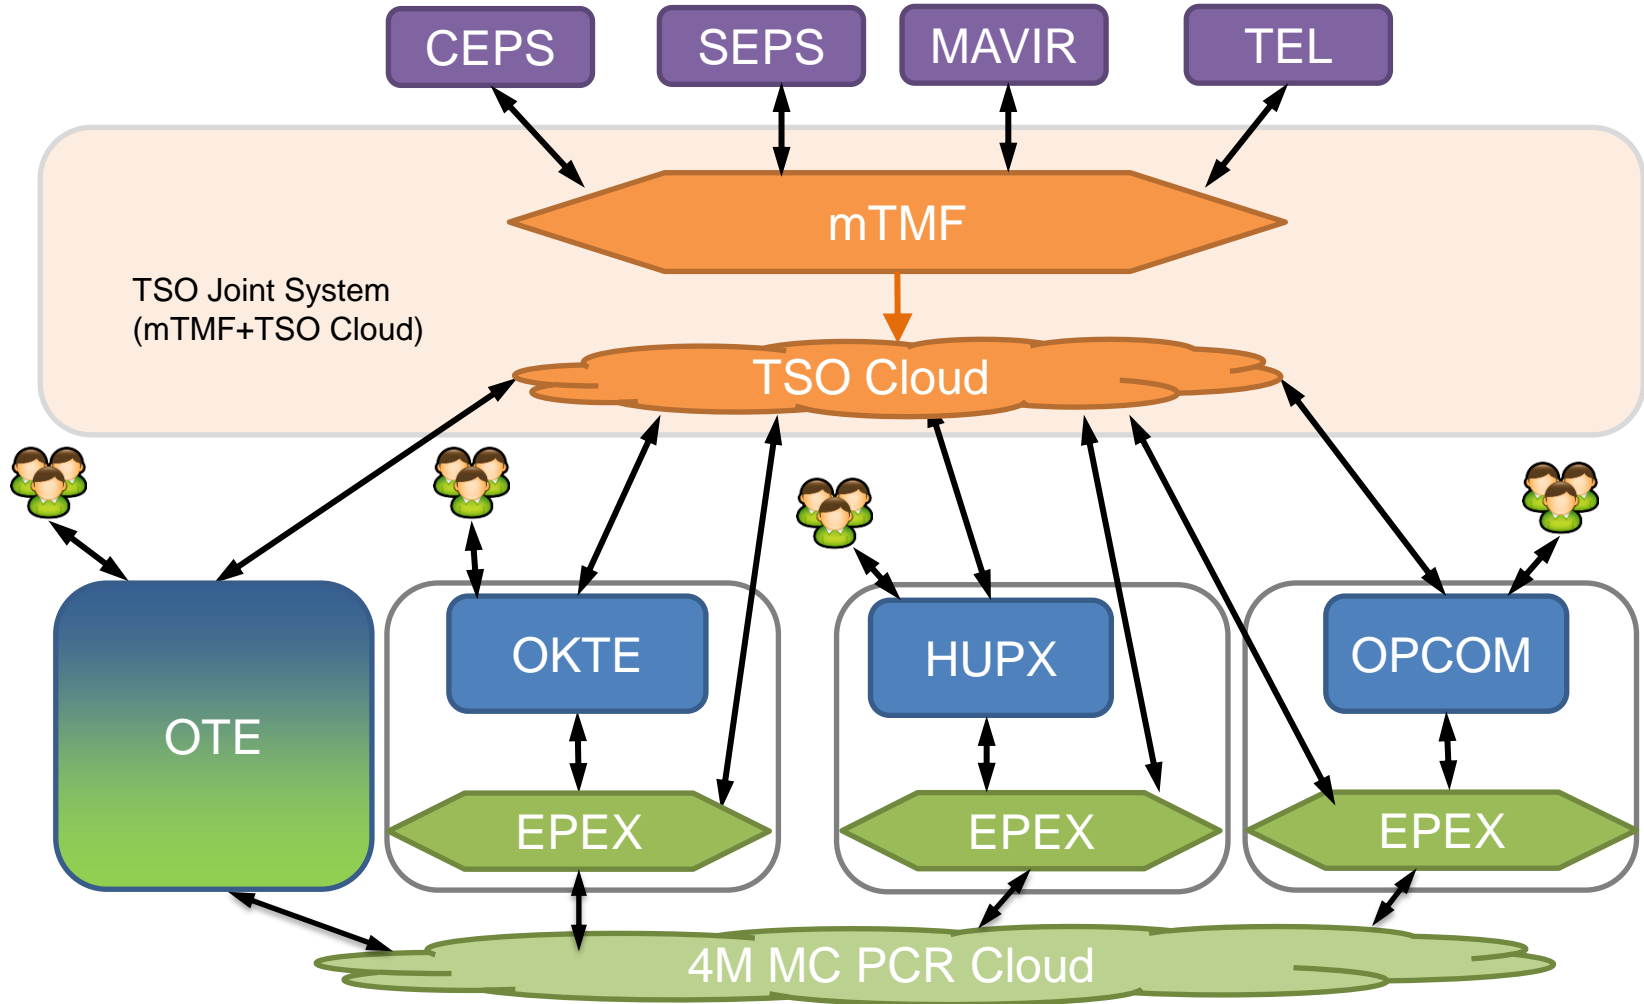 CEPS
SEPS
MAVIR
TEL
mTMF
TSO Joint System
(mTMF+TSO Cloud)
TSO Cloud
OTE
OKTE
HUPX
OPCOM
EPEX
EPEX
EPEX
4M MC PCR Cloud